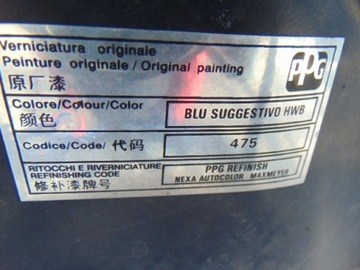 Verniciatura originale
Peinture originale / Original painting
原厂漆
PPG
Colore/Colour/Color BLU SUGGESTIVO HWB
颜色
Codice/Code/ 代码 475
RITOCCHI E RIVERNICIATURE PPG REFINISH
REFINISHING CODE NEXA AUTOCOLOR MAXMEYER
修补漆牌号